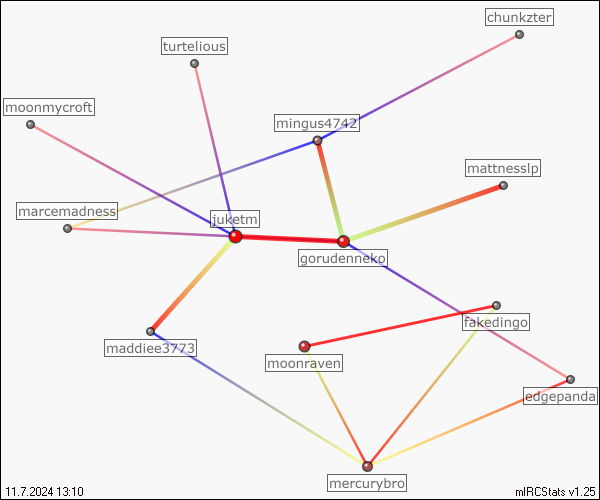 chunkzter
turtelious
moonmycroft
mingus4742
mattnesslp
marcemadness
juketm
gorudenneko
fakedingo
maddiee3773
moonraven
edgepanda
mercurybro
11.7.2024 13:10
mIRCStats v1.25